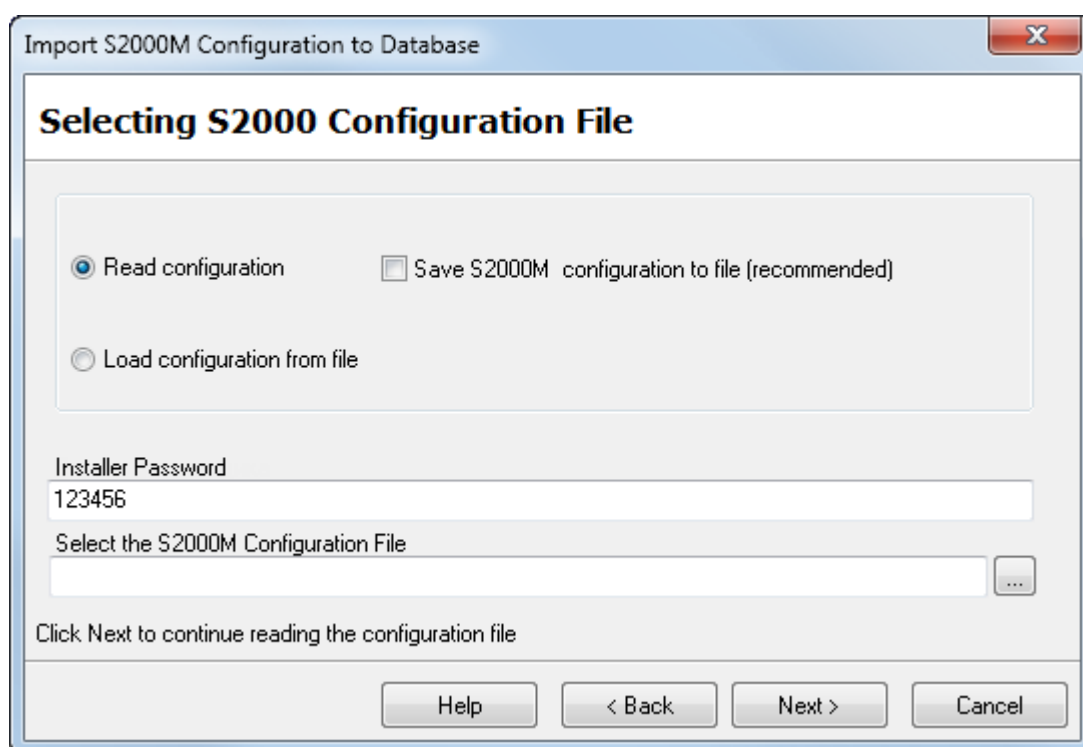 Import S2000M Configuration to Database
Selecting S2000 Configuration File
Read configuration
Save S2000M configuration to file (recommended)
Load configuration from file
Installer Password
123456
Select the S2000M Configuration File
...
Click Next to continue reading the configuration file
Help < Back Next > Cancel